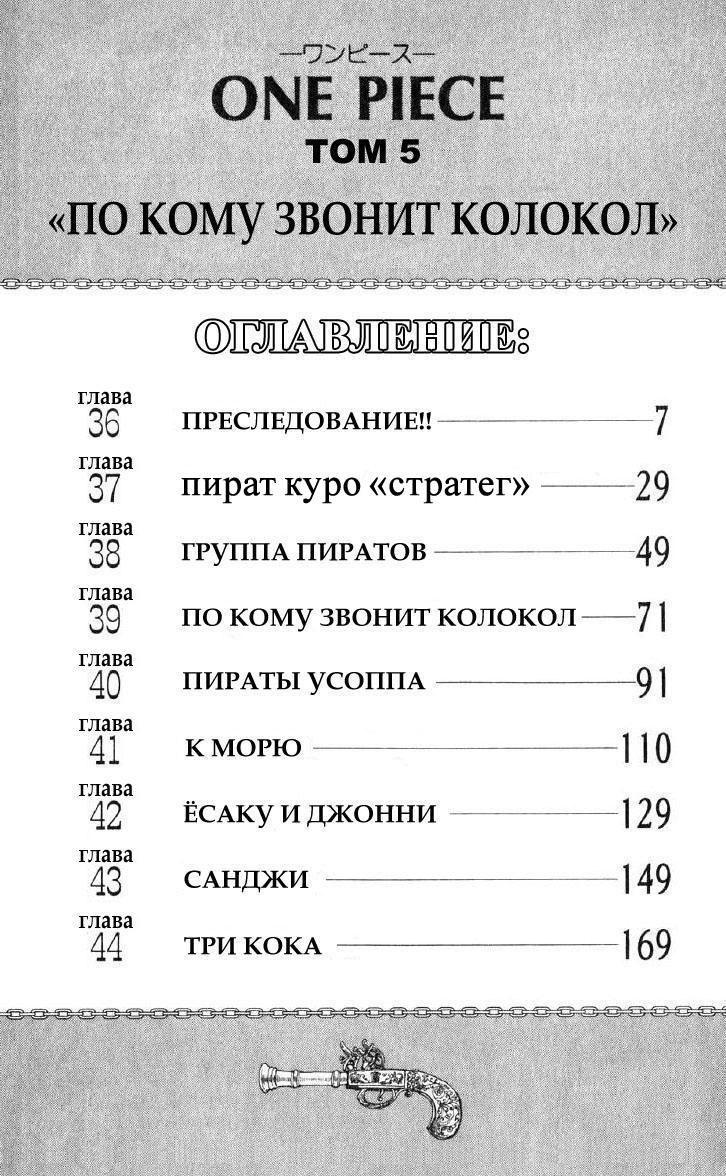 —ワンピース—
ONE PIECE
ТОМ 5
«ПО КОМУ ЗВОНИТ КОЛОКОЛ»
ОГЛАВЛЕНИЕ:
глава 36 ПРЕСЛЕДОВАНИЕ!! 7
глава 37 пират куро «стратег» 29
глава 38 ГРУППА ПИРАТОВ 49
глава 39 ПО КОМУ ЗВОНИТ КОЛОКОЛ 71
глава 40 ПИРАТЫ УСОППА 91
глава 41 К МОРЮ 110
глава 42 ЁСАКУ И ДЖОННИ 129
глава 43 САНДЖИ 149
глава 44 ТРИ КОКА 169